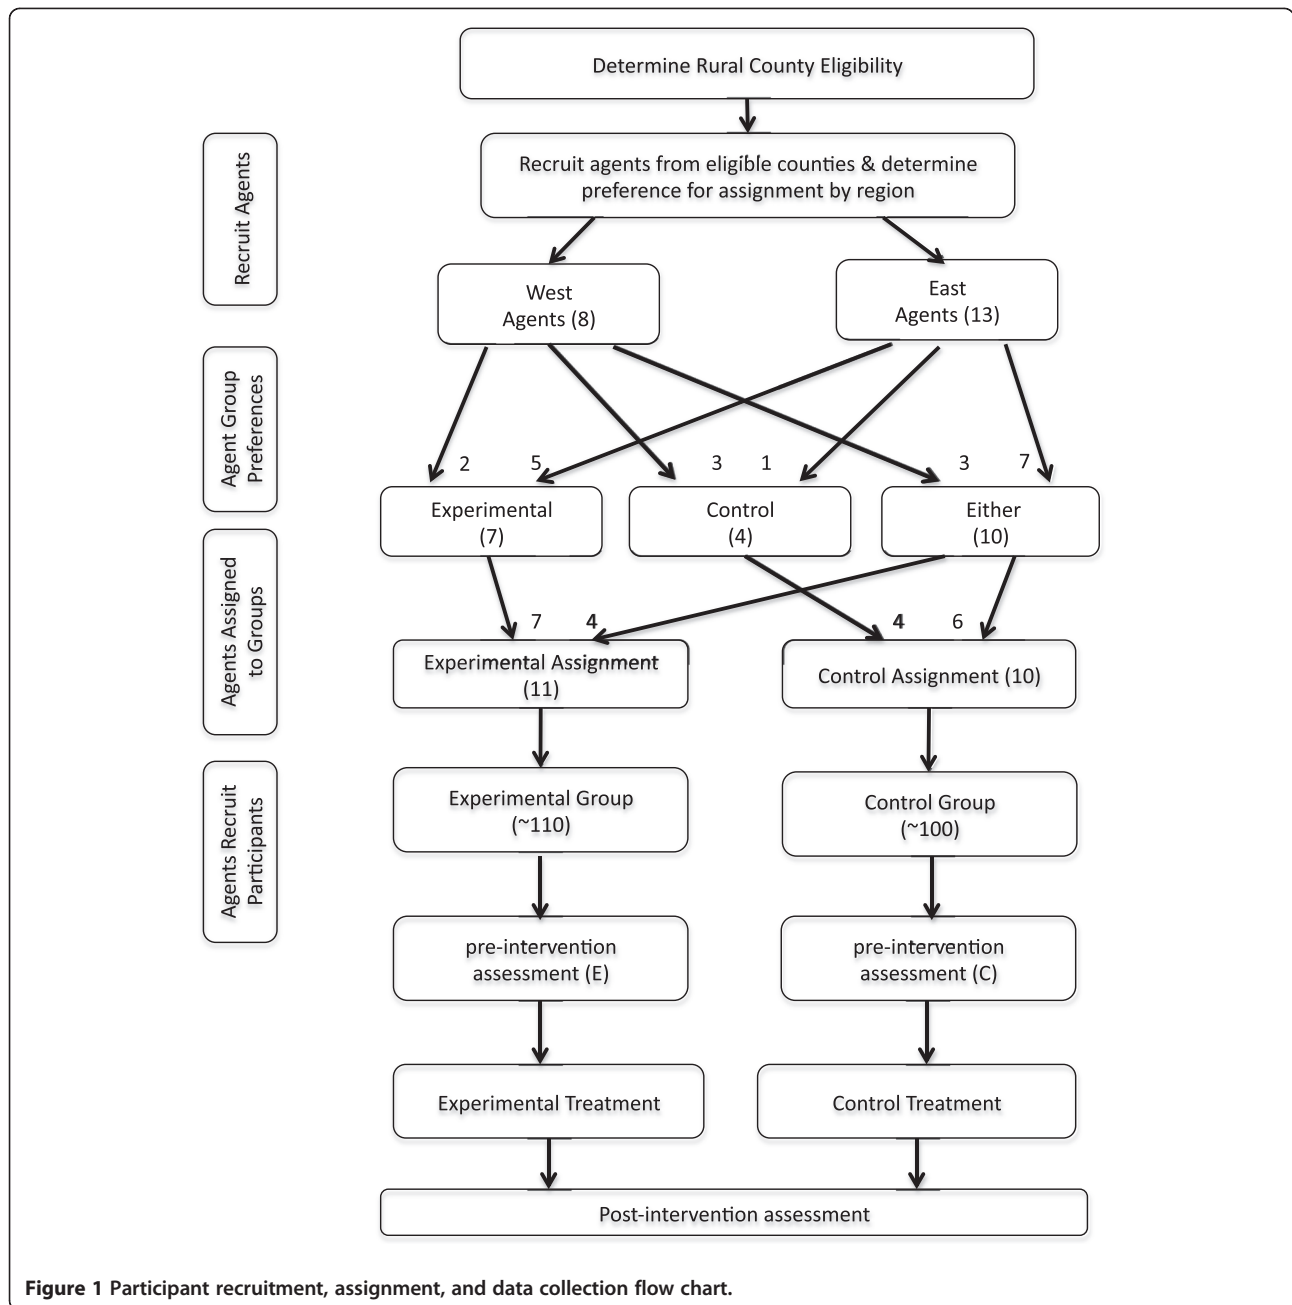 Determine Rural County Eligibility
Recruit Agents
Recruit agents from eligible counties & determine
preference for assignment by region
West
Agents (8)
East
Agents (13)
Agent Group
Preferences
2
5
3
1
3
7
Experimental
(7)
Control
(4)
Either
(10)
Agents Assigned
to Groups
7
4
4
6
Experimental Assignment
(11)
Control Assignment (10)
Agents Recruit
Participants
Experimental Group
(~110)
Control Group
(~100)
pre-intervention
assessment (E)
pre-intervention
assessment (C)
Experimental Treatment
Control Treatment
Post-intervention assessment
Figure 1 Participant recruitment, assignment, and data collection flow chart.